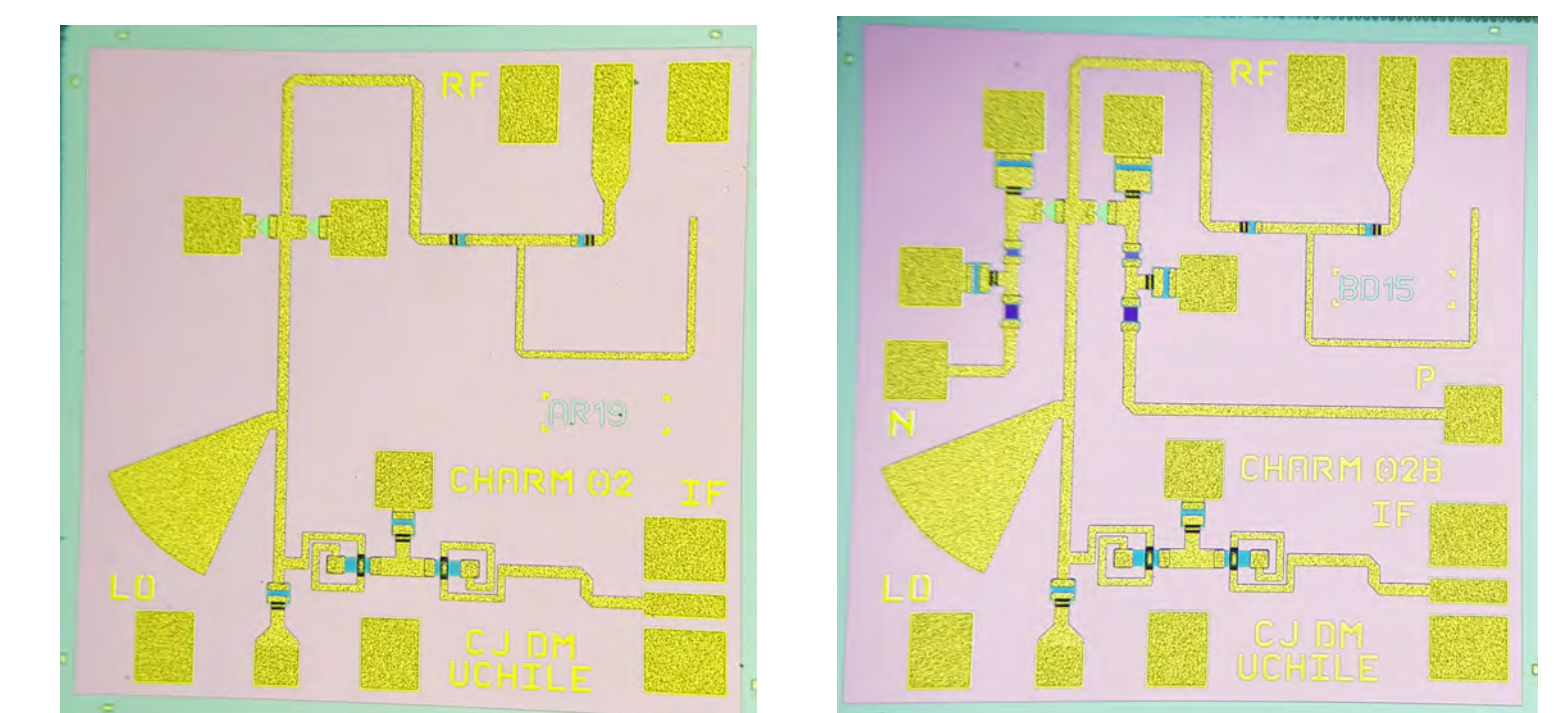 RF
AR19
CHARM 02
IF
LO
CJ DM
UCHILE
RF
BD15
P
N
CHARM 02B
IF
LO
CJ DM
UCHILE